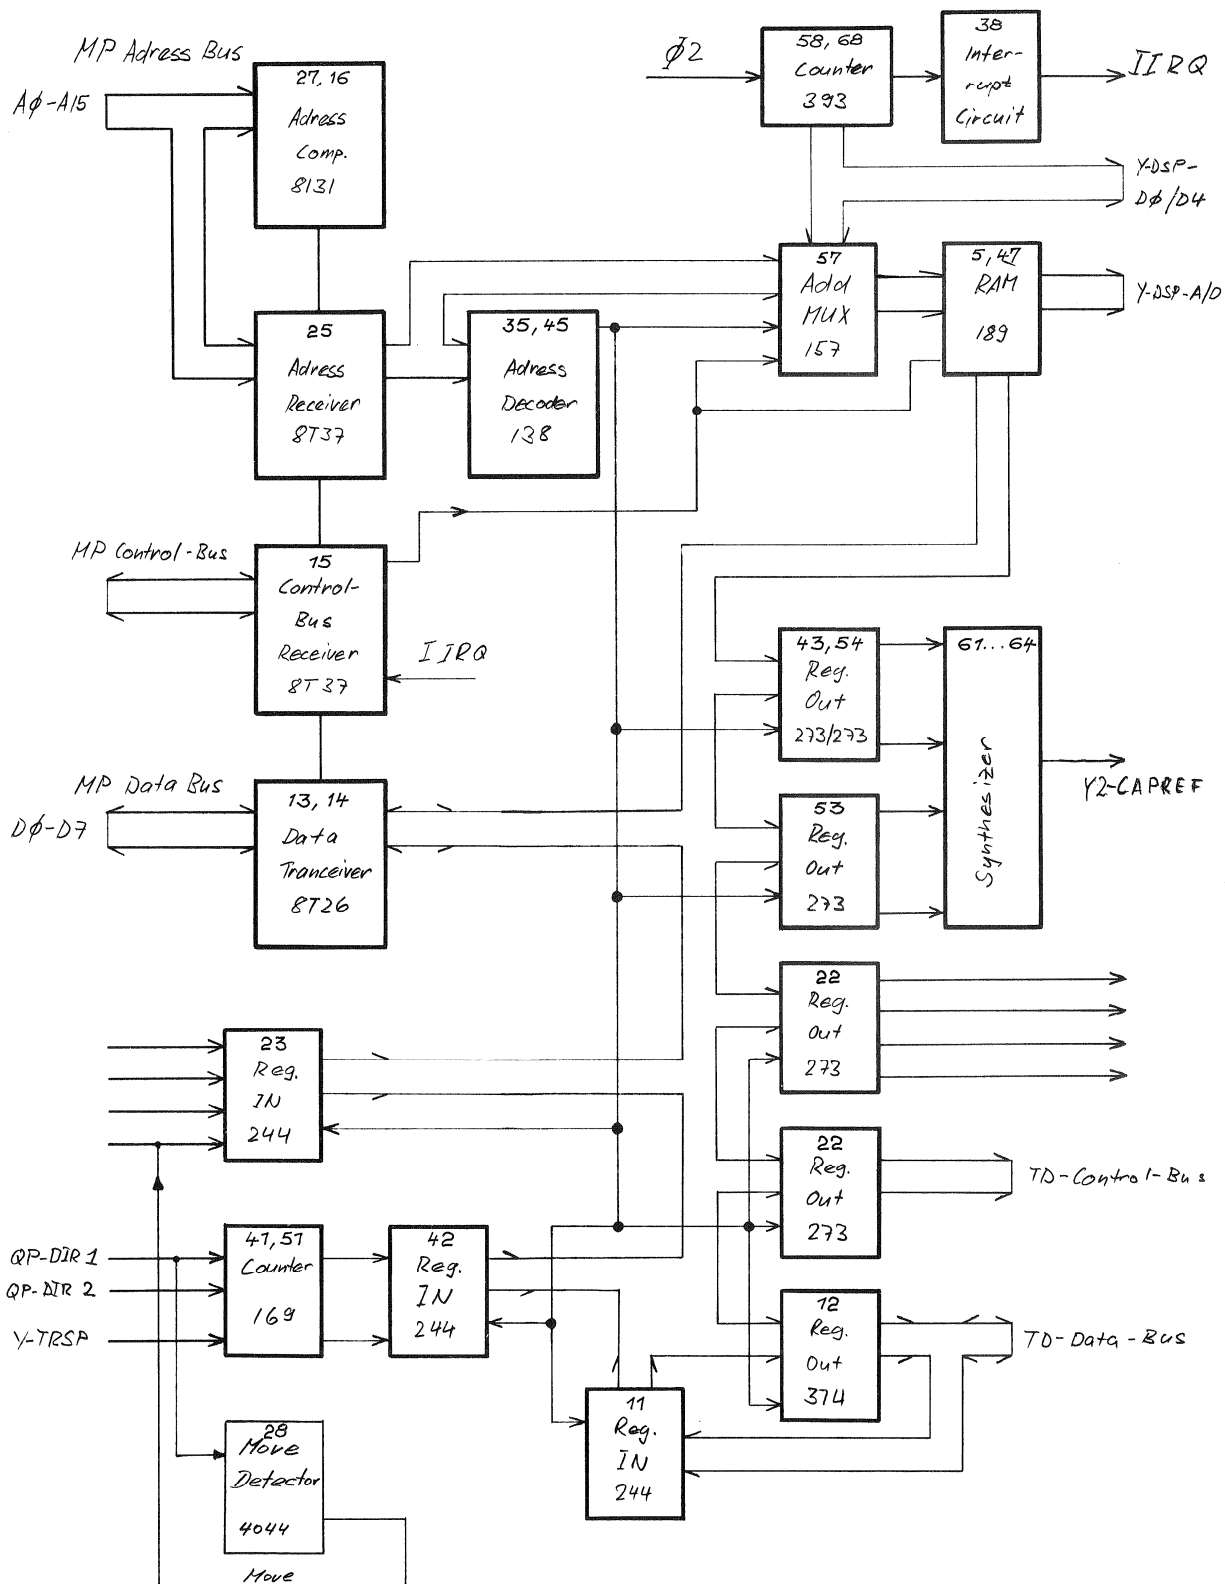 MP Adress Bus
AØ-A15
27, 16
Adress
Comp.
8131
ϕ2
58, 68
Counter
393
38
Inter-
rupt
Circuit
IIRQ
Y-DSP-
DØ/D4
57
Add
MUX
157
5, 47
RAM
189
Y-DSP-A/D
25
Adress
Receiver
8T37
35, 45
Adress
Decoder
138
MP Control-Bus
15
Control-
Bus
Receiver
8T37
IIRQ
43, 54
Reg.
Out
273/273
61...64
Synthesizer
Y2-CAPREF
MP Data Bus
DØ-D7
13, 14
Data
Tranceiver
8T26
53
Reg.
Out
273
22
Reg.
Out
273
23
Reg.
IN
244
22
Reg.
Out
273
TD-Control-Bus
QP-DIR 1
QP-DIR 2
Y-TRSP
41, 51
Counter
169
42
Reg.
IN
244
12
Reg.
Out
374
TD-Data-Bus
11
Reg.
IN
244
28
Move
Detector
4044
Move